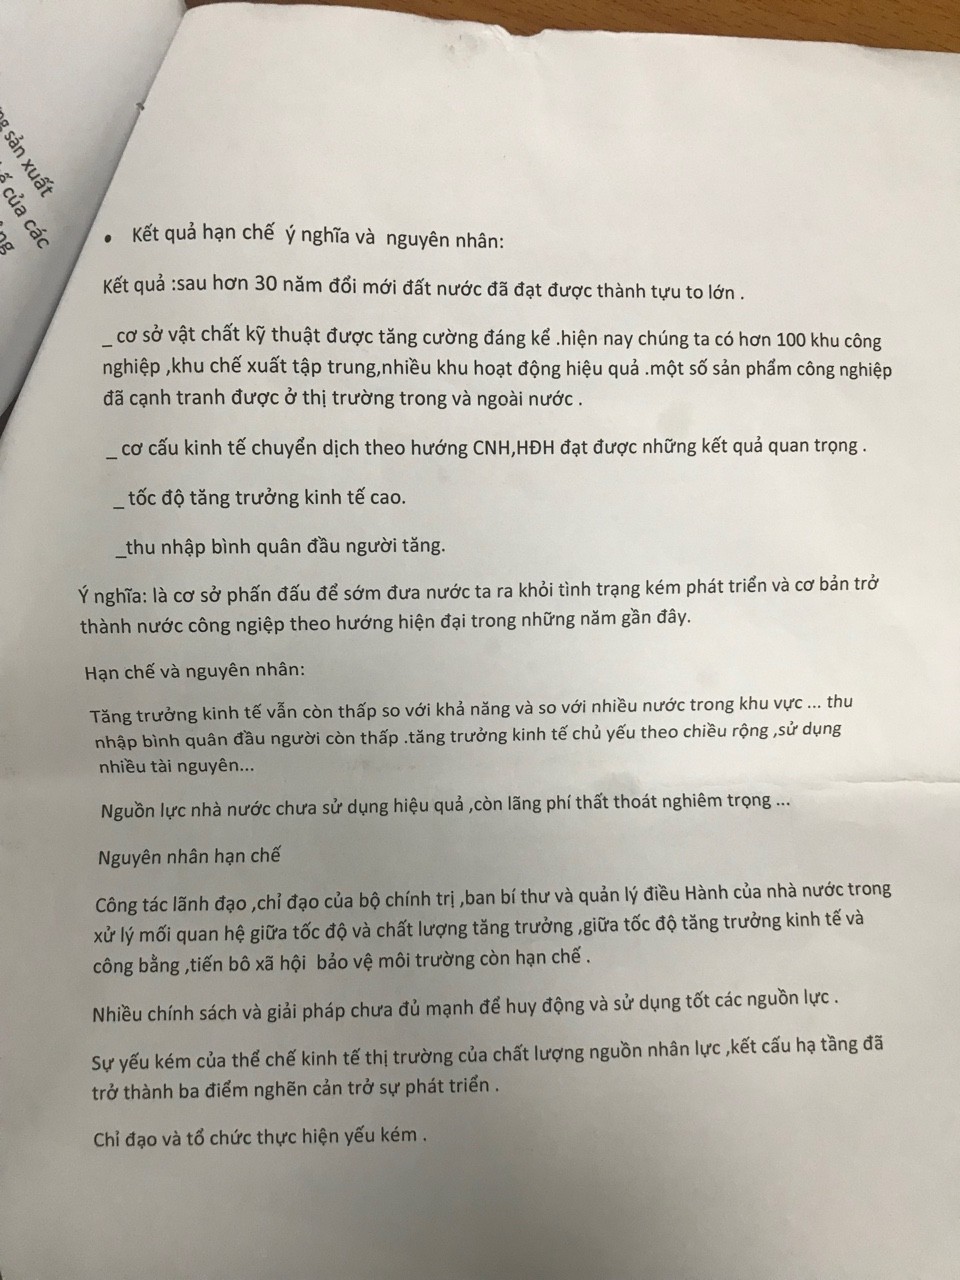 ng sản xuất
của các
• Kết quả hạn chế ý nghĩa và nguyên nhân:
Kết quả :sau hơn 30 năm đổi mới đất nước đã đạt được thành tựu to lớn .
_ cơ sở vật chất kỹ thuật được tăng cường đáng kể .hiện nay chúng ta có hơn 100 khu công
nghiệp ,khu chế xuất tập trung,nhiều khu hoạt động hiệu quả .một số sản phẩm công nghiệp
đã cạnh tranh được ở thị trường trong và ngoài nước .
_ cơ cấu kinh tế chuyển dịch theo hướng CNH,HĐH đạt được những kết quả quan trọng .
_ tốc độ tăng trưởng kinh tế cao.
_thu nhập bình quân đầu người tăng.
Ý nghĩa: là cơ sở phấn đấu để sớm đưa nước ta ra khỏi tình trạng kém phát triển và cơ bản trở
thành nước công ngiệp theo hướng hiện đại trong những năm gần đây.
Hạn chế và nguyên nhân:
Tăng trưởng kinh tế vẫn còn thấp so với khả năng và so với nhiều nước trong khu vực ... thu
nhập bình quân đầu người còn thấp .tăng trưởng kinh tế chủ yếu theo chiều rộng ,sử dụng
nhiều tài nguyên...
Nguồn lực nhà nước chưa sử dụng hiệu quả ,còn lãng phí thất thoát nghiêm trọng ...
Nguyên nhân hạn chế
Công tác lãnh đạo ,chỉ đạo của bộ chính trị ,ban bí thư và quản lý điều Hành của nhà nước trong
xử lý mối quan hệ giữa tốc độ và chất lượng tăng trưởng ,giữa tốc độ tăng trưởng kinh tế và
công bằng ,tiến bô xã hội bảo vệ môi trường còn hạn chế .
Nhiều chính sách và giải pháp chưa đủ mạnh để huy động và sử dụng tốt các nguồn lực .
Sự yếu kém của thể chế kinh tế thị trường của chất lượng nguồn nhân lực ,kết cấu hạ tầng đã
trở thành ba điểm nghẽn cản trở sự phát triển .
Chỉ đạo và tổ chức thực hiện yếu kém .